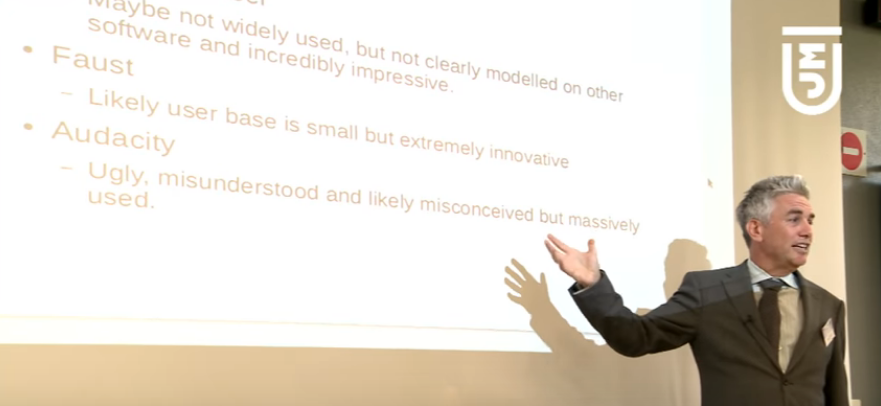 Maybe not widely used, but not clearly modelled on other
software and incredibly impressive.
• Faust
– Likely user base is small but extremely innovative
• Audacity
– Ugly, misunderstood and likely misconceived but massively
used.